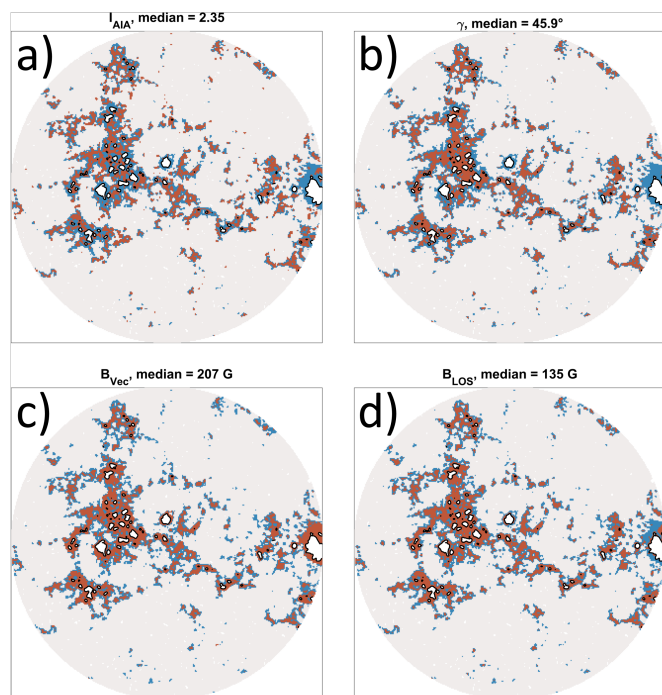 I_AIA, median = 2.35
γ, median = 45.9°
a)
b)
B_Vec, median = 207 G
B_LOS, median = 135 G
c)
d)